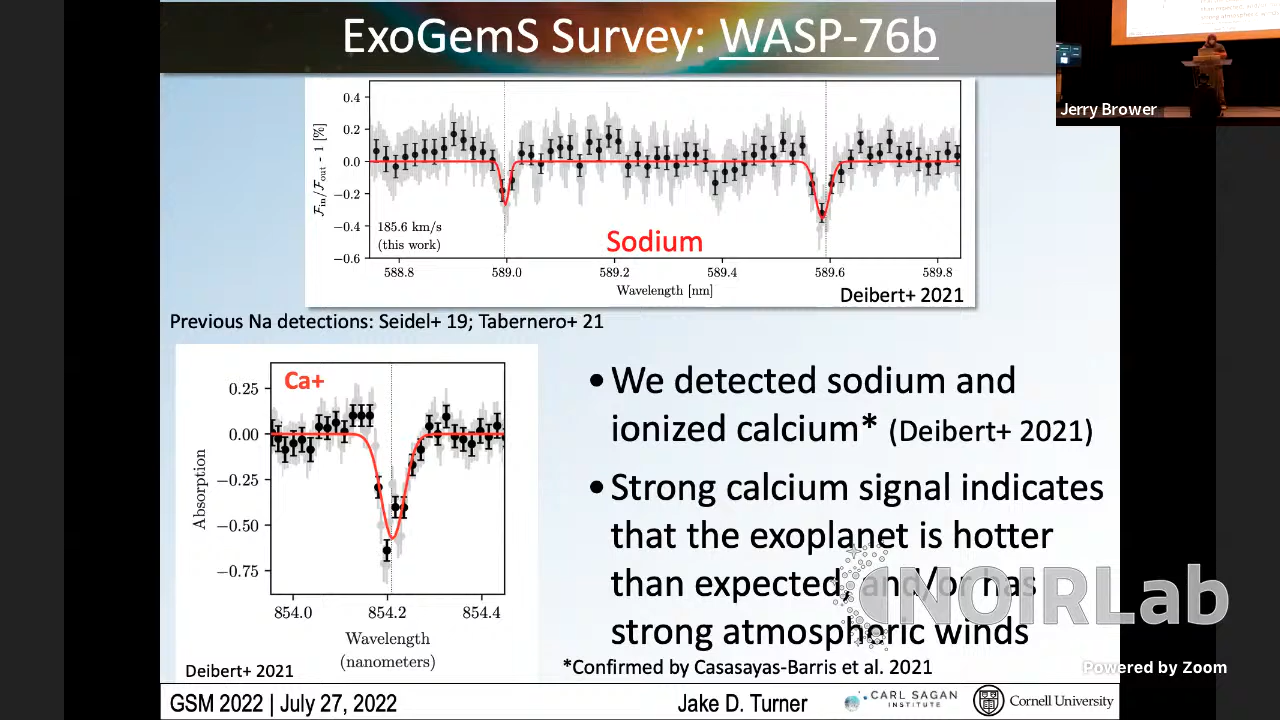 ExoGemS Survey: WASP-76b
Jerry Brower
0.4
0.2
0.0
−0.2
−0.4
−0.6
F_in/F_out - 1 [%]
185.6 km/s
(this work)
Sodium
588.8 589.0 589.2 589.4 589.6 589.8
Wavelength [nm]
Deibert+ 2021
Previous Na detections: Seidel+ 19; Tabernero+ 21
Ca+
0.25
0.00
−0.25
−0.50
−0.75
Absorption
854.0 854.2 854.4
Wavelength
(nanometers)
Deibert+ 2021
•We detected sodium and
ionized calcium* (Deibert+ 2021)
•Strong calcium signal indicates
that the exoplanet is hotter
than expected, and/or has
strong atmospheric winds
*Confirmed by Casasayas-Barris et al. 2021
NOIRLab
Powered by Zoom
GSM 2022 | July 27, 2022
Jake D. Turner
CARL SAGAN
INSTITUTE
Cornell University